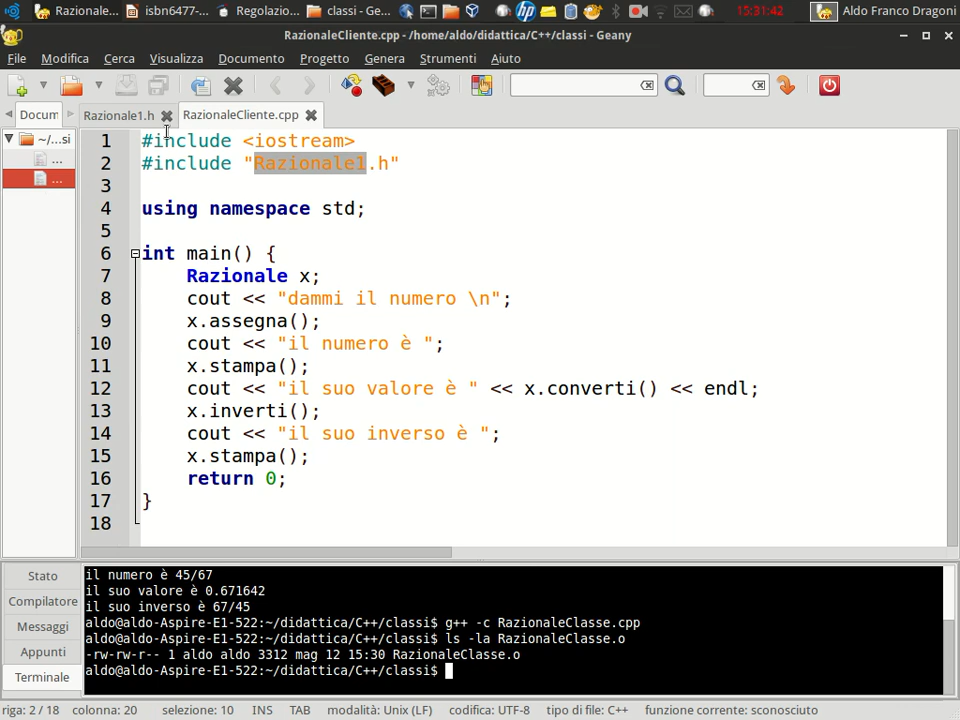 Razionale...
isbn6477-...
Regolazio...
classi - Ge...
15:31:42
Aldo Franco Dragoni
RazionaleCliente.cpp - /home/aldo/didattica/C++/classi - Geany
File Modifica Cerca Visualizza Documento Progetto Genera Strumenti Aiuto
Docum
Razionale1.h
RazionaleCliente.cpp
~/...si
...
...
1 #include <iostream>
2 #include "Razionale1.h"
3
4 using namespace std;
5
6 int main() {
7 Razionale x;
8 cout << "dammi il numero \n";
9 x.assegna();
10 cout << "il numero è ";
11 x.stampa();
12 cout << "il suo valore è " << x.converti() << endl;
13 x.inverti();
14 cout << "il suo inverso è ";
15 x.stampa();
16 return 0;
17 }
18
Stato
Compilatore
Messaggi
Appunti
Terminale
il numero è 45/67
il suo valore è 0.671642
il suo inverso è 67/45
aldo@aldo-Aspire-E1-522:~/didattica/C++/classi$ g++ -c RazionaleClasse.cpp
aldo@aldo-Aspire-E1-522:~/didattica/C++/classi$ ls -la RazionaleClasse.o
-rw-rw-r-- 1 aldo aldo 3312 mag 12 15:30 RazionaleClasse.o
aldo@aldo-Aspire-E1-522:~/didattica/C++/classi$
riga: 2 / 18 colonna: 20 selezione: 10 INS TAB modalità: Unix (LF) codifica: UTF-8 tipo di file: C++ funzione corrente: sconosciuto